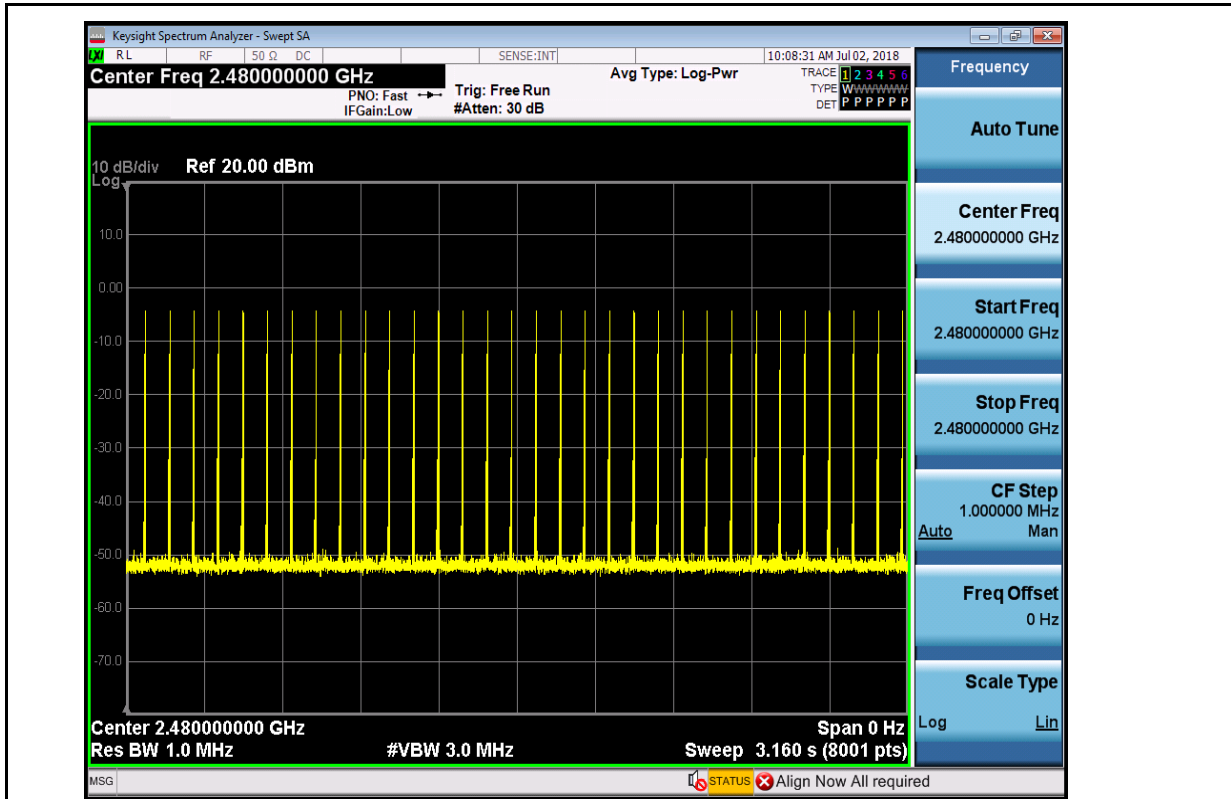 Keysight Spectrum Analyzer - Swept SA
LXI RL RF 50 Ω DC SENSE:INT 10:08:31 AM Jul 02, 2018
Center Freq 2.480000000 GHz
PNO: Fast
IFGain:Low
Trig: Free Run
#Atten: 30 dB
Avg Type: Log-Pwr
TRACE 1 2 3 4 5 6
TYPE WWWWWW
DET P P P P P P
10 dB/div Ref 20.00 dBm
Log
10.0
0.00
-10.0
-20.0
-30.0
-40.0
-50.0
-60.0
-70.0
Center 2.480000000 GHz Span 0 Hz
Res BW 1.0 MHz #VBW 3.0 MHz Sweep 3.160 s (8001 pts)
Frequency
Auto Tune
Center Freq
2.480000000 GHz
Start Freq
2.480000000 GHz
Stop Freq
2.480000000 GHz
CF Step
1.000000 MHz
Auto Man
Freq Offset
0 Hz
Scale Type
Log Lin
MSG STATUS Align Now All required